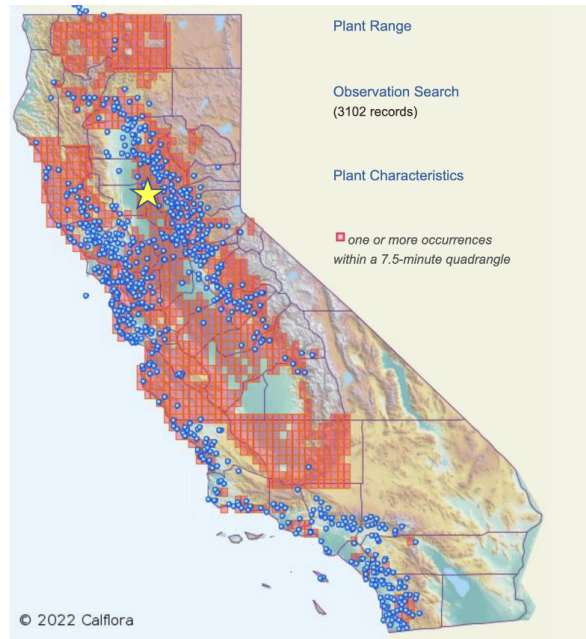 Plant Range
Observation Search
(3102 records)
Plant Characteristics
one or more occurrences
within a 7.5-minute quadrangle
© 2022 Calflora